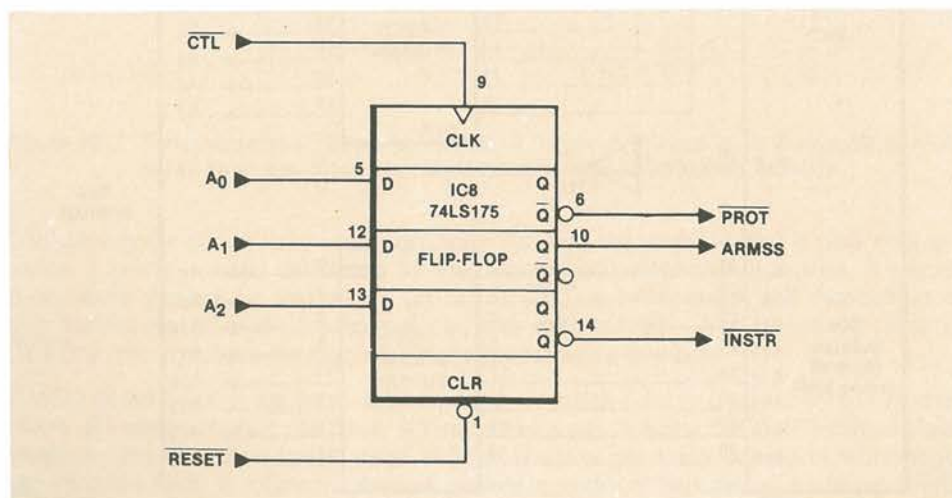 CTL
9
CLK
A0 5 D IC8 Q
74LS175 Q 6 PROT
A1 12 D FLIP-FLOP Q 10 ARMSS
Q
A2 13 D Q
Q 14 INSTR
CLR
1
RESET